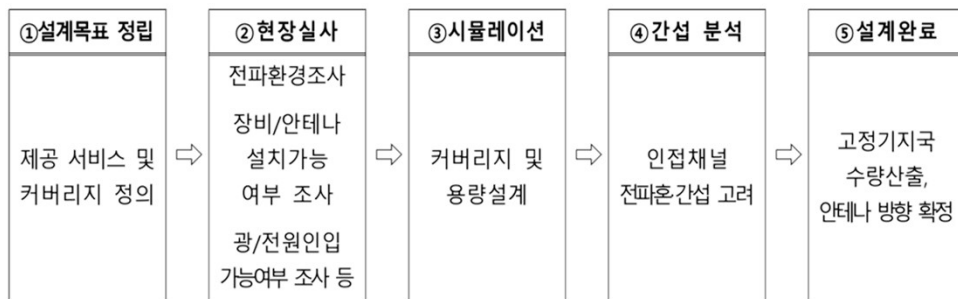 ①설계목표 정립
제공 서비스 및
커버리지 정의
②현장실사
전파환경조사
장비/안테나
설치가능
여부 조사
광/전원인입
가능여부 조사 등
③시뮬레이션
커버리지 및
용량설계
④간섭 분석
인접채널
전파혼·간섭 고려
⑤설계완료
고정기지국
수량산출,
안테나 방향 확정